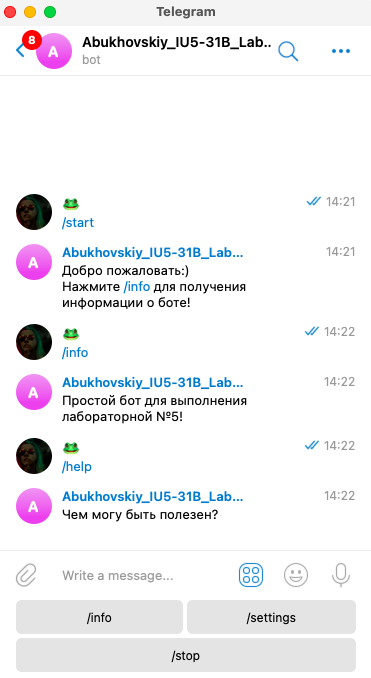 Telegram
8
A
Abukhovskiy_IU5-31B_Lab..
bot
🐸
14:21
/start
A
Abukhovskiy_IU5-31B_Lab...
14:21
Добро пожаловать:)
Нажмите /info для получения
информации о боте!
🐸
14:22
/info
A
Abukhovskiy_IU5-31B_Lab...
14:22
Простой бот для выполнения
лабораторной №5!
🐸
14:22
/help
A
Abukhovskiy_IU5-31B_Lab...
14:22
Чем могу быть полезен?
Write a message...
/info
/settings
/stop